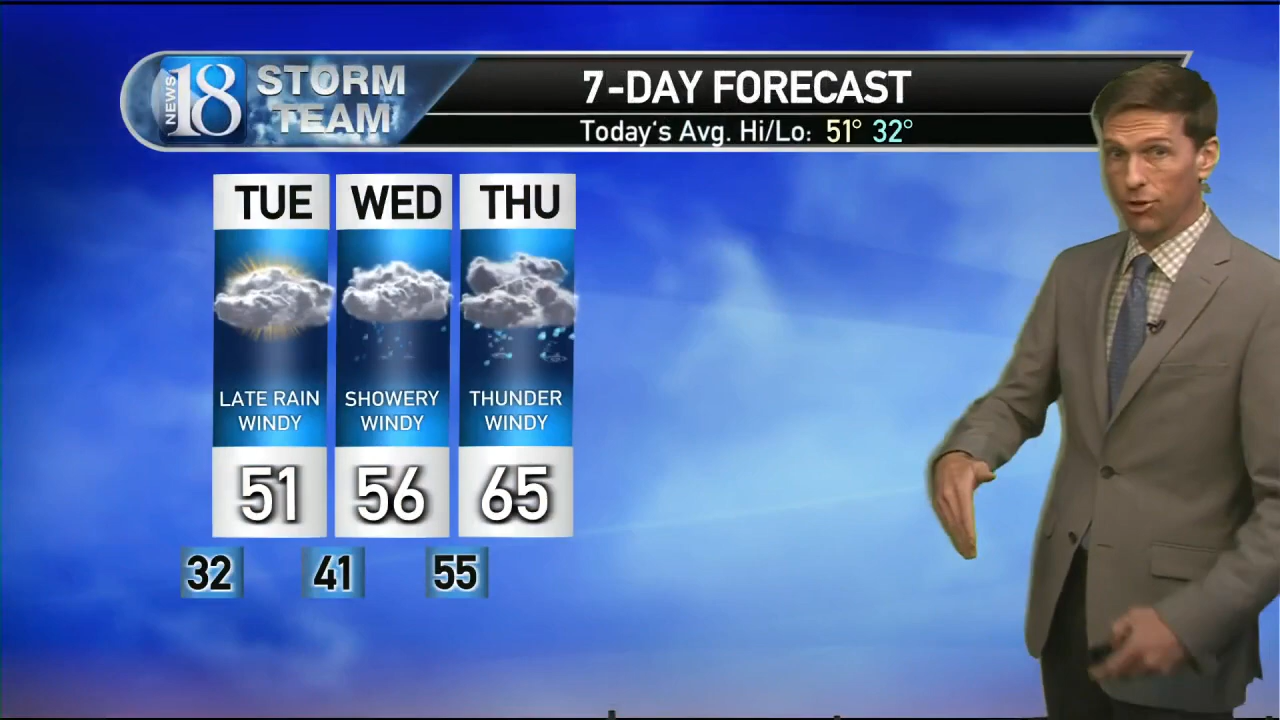 NEWS 18
STORM TEAM
7-DAY FORECAST
Today's Avg. Hi/Lo: 51° 32°
TUE WED THU
LATE RAIN WINDY
SHOWERY WINDY
THUNDER WINDY
51 56 65
32 41 55